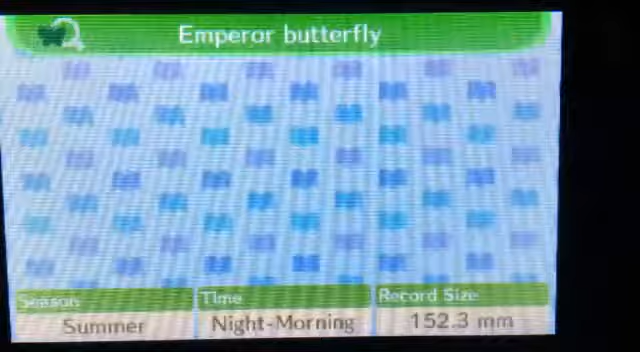 Emperor butterfly
Season
Time
Record Size
Summer
Night-Morning
152.3 mm